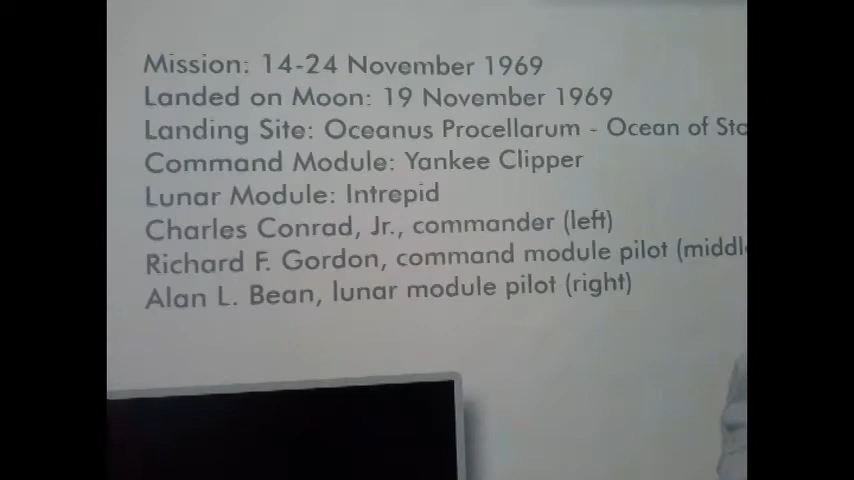 Mission: 14-24 November 1969
Landed on Moon: 19 November 1969
Landing Site: Oceanus Procellarum - Ocean of
Command Module: Yankee Clipper
Lunar Module: Intrepid
Charles Conrad, Jr., commander (left)
Richard F. Gordon, command module pilot
Alan L. Bean, lunar module pilot (right)